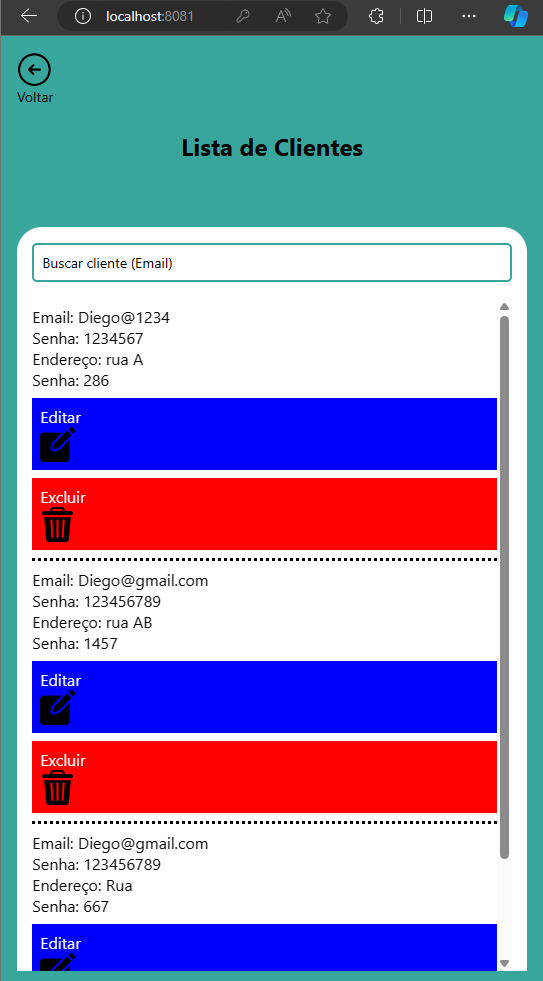 localhost:8081
Voltar
Lista de Clientes
Buscar cliente (Email)
Email: Diego@1234
Senha: 1234567
Endereço: rua A
Senha: 286
Editar
Excluir
Email: Diego@gmail.com
Senha: 123456789
Endereço: rua AB
Senha: 1457
Editar
Excluir
Email: Diego@gmail.com
Senha: 123456789
Endereço: Rua
Senha: 667
Editar